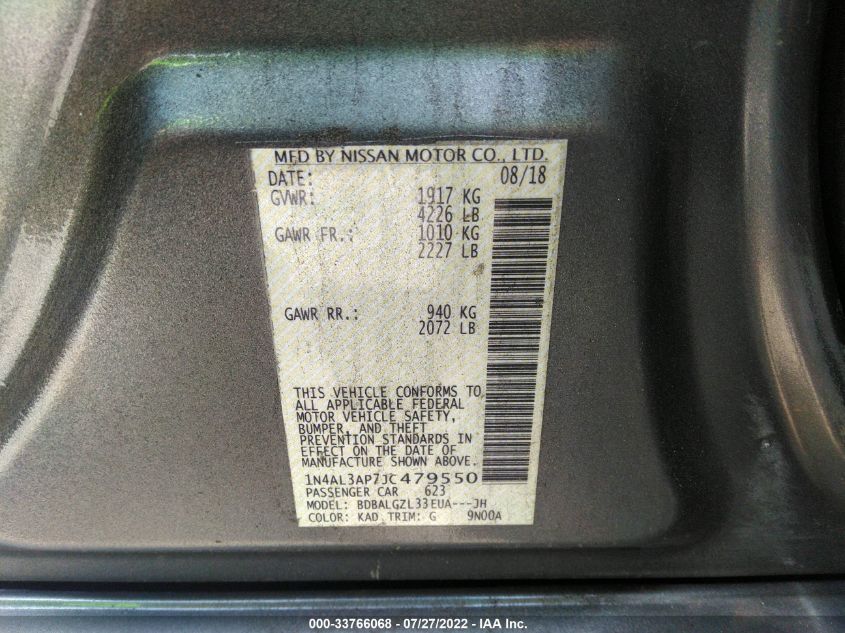 MFD BY NISSAN MOTOR CO., LTD.
DATE: 08/18
GVWR: 1917 KG
4226 LB
GAWR FR.: 1010 KG
2227 LB
GAWR RR.: 940 KG
2072 LB
THIS VEHICLE CONFORMS TO
ALL APPLICABLE FEDERAL
MOTOR VEHICLE SAFETY,
BUMPER, AND THEFT
PREVENTION STANDARDS IN
EFFECT ON THE DATE OF
MANUFACTURE SHOWN ABOVE.
1N4AL3AP7JC479550
PASSENGER CAR 623
MODEL: BDBALGZL33EUA---JH
COLOR: KAD TRIM: G 9N00A
000-33766068 / 07/27/2022 - IAA Inc.